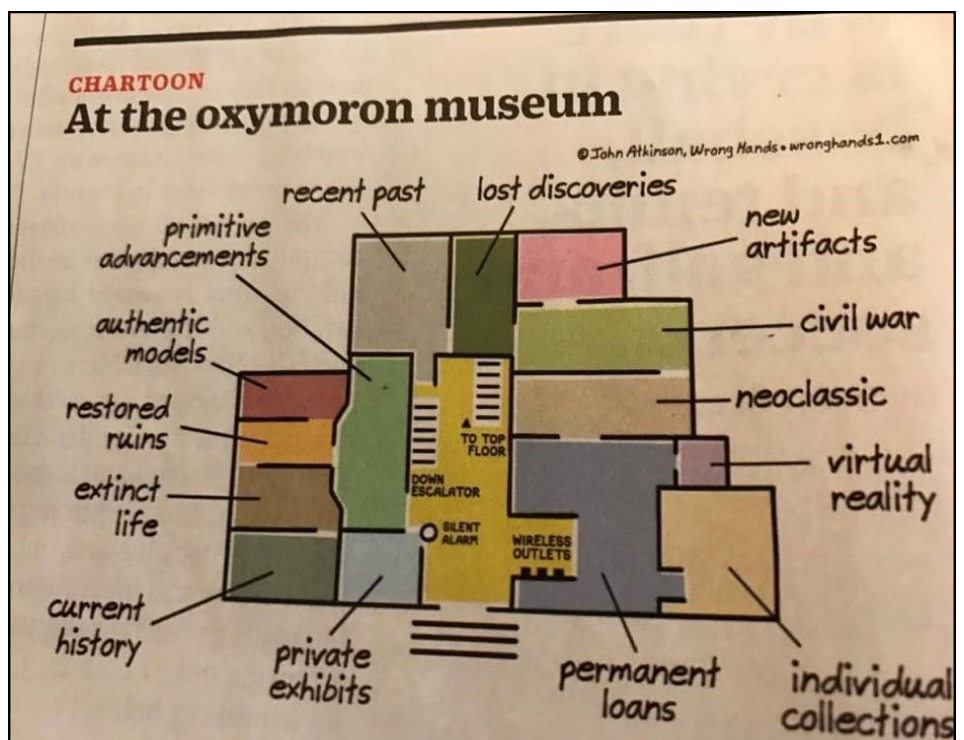 CHARTOON
At the oxymoron museum
©John Atkinson, Wrong Hands • wronghands1.com
recent past
lost discoveries
primitive
advancements
new
artifacts
authentic
models
civil war
restored
ruins
neoclassic
extinct
life
virtual
reality
TO TOP
FLOOR
DOWN
ESCALATOR
SILENT
ALARM
WIRELESS
OUTLETS
current
history
private
exhibits
permanent
loans
individual
collections